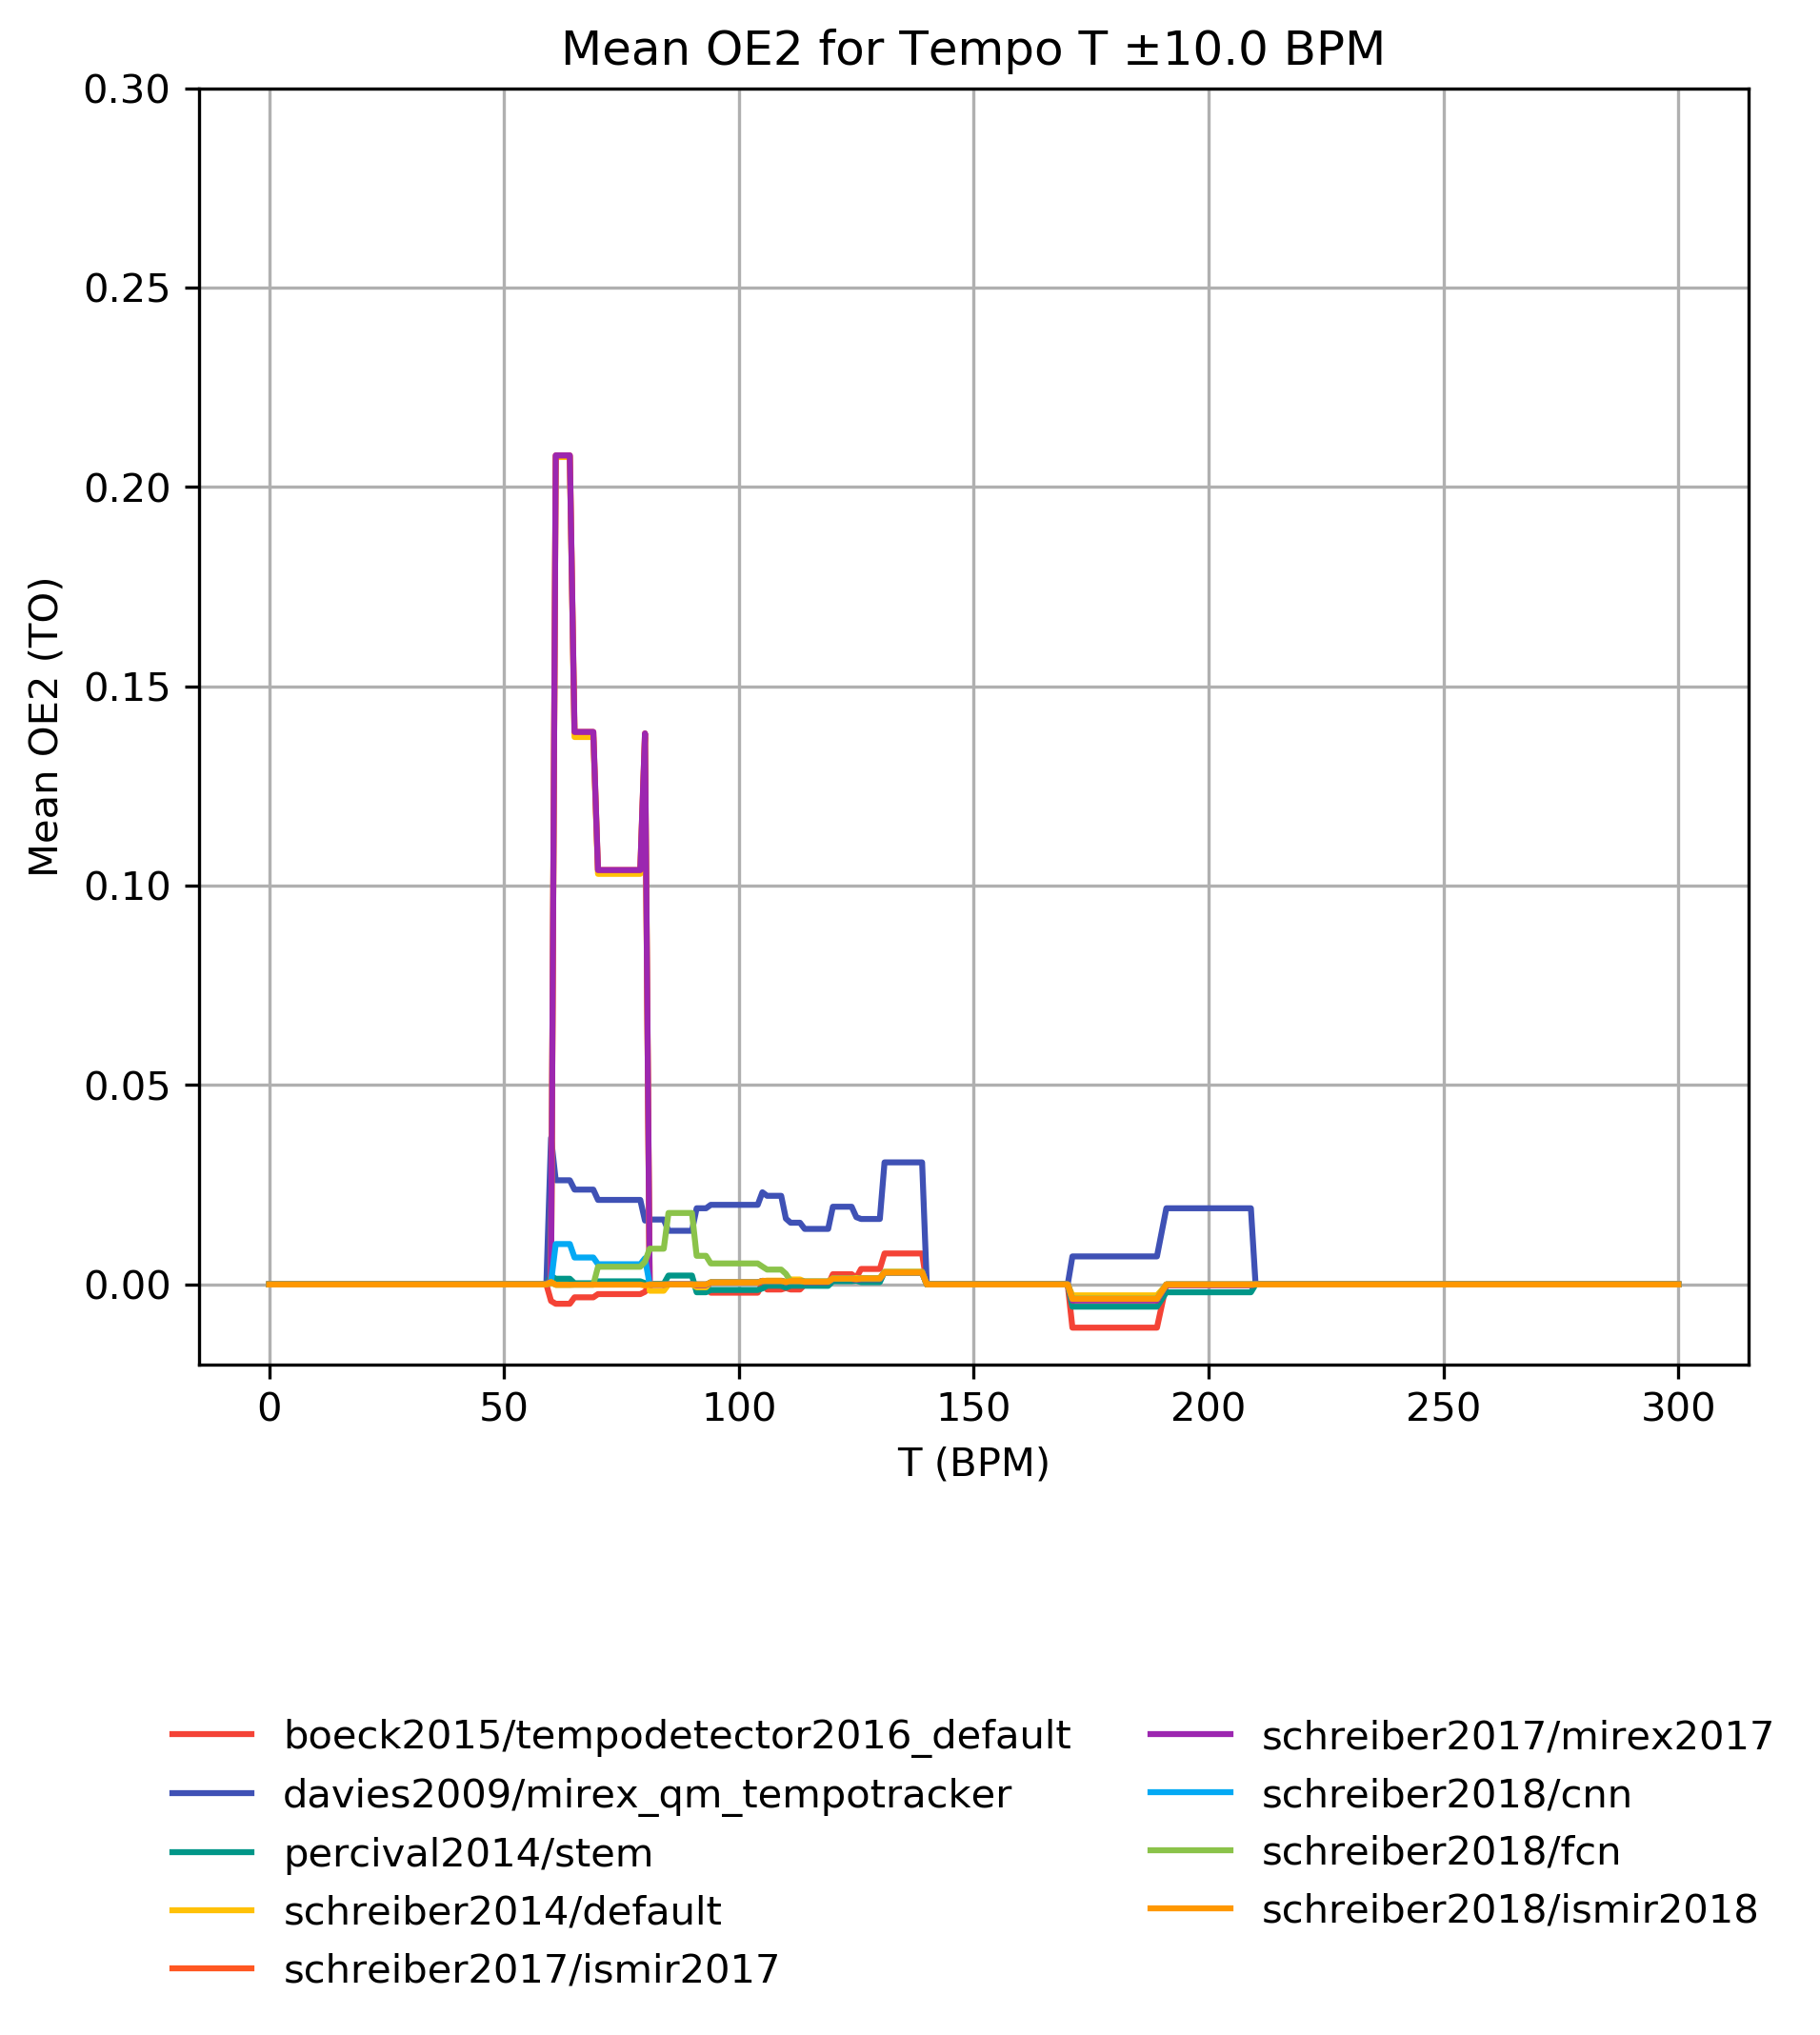 Mean OE2 for Tempo T ±10.0 BPM
0.30
0.25
0.20
0.15
0.10
0.05
0.00
Mean OE2 (TO)
0 50 100 150 200 250 300
T (BPM)
boeck2015/tempodetector2016_default
davies2009/mirex_qm_tempotracker
percival2014/stem
schreiber2014/default
schreiber2017/ismir2017
schreiber2017/mirex2017
schreiber2018/cnn
schreiber2018/fcn
schreiber2018/ismir2018